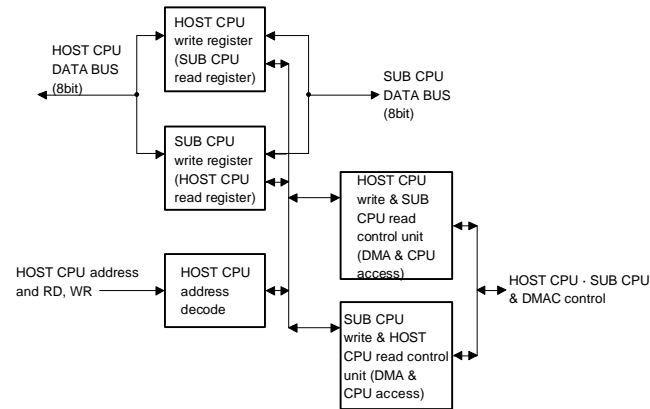 HOST CPU
write register
(SUB CPU
read register)
HOST CPU
DATA BUS
(8bit)
SUB CPU
DATA BUS
(8bit)
SUB CPU
write register
(HOST CPU
read register)
HOST CPU
write & SUB
CPU read
control unit
(DMA & CPU
access)
HOST CPU address
and RD, WR
HOST CPU
address
decode
HOST CPU · SUB CPU
& DMAC control
SUB CPU
write & HOST
CPU read control
unit (DMA &
CPU access)